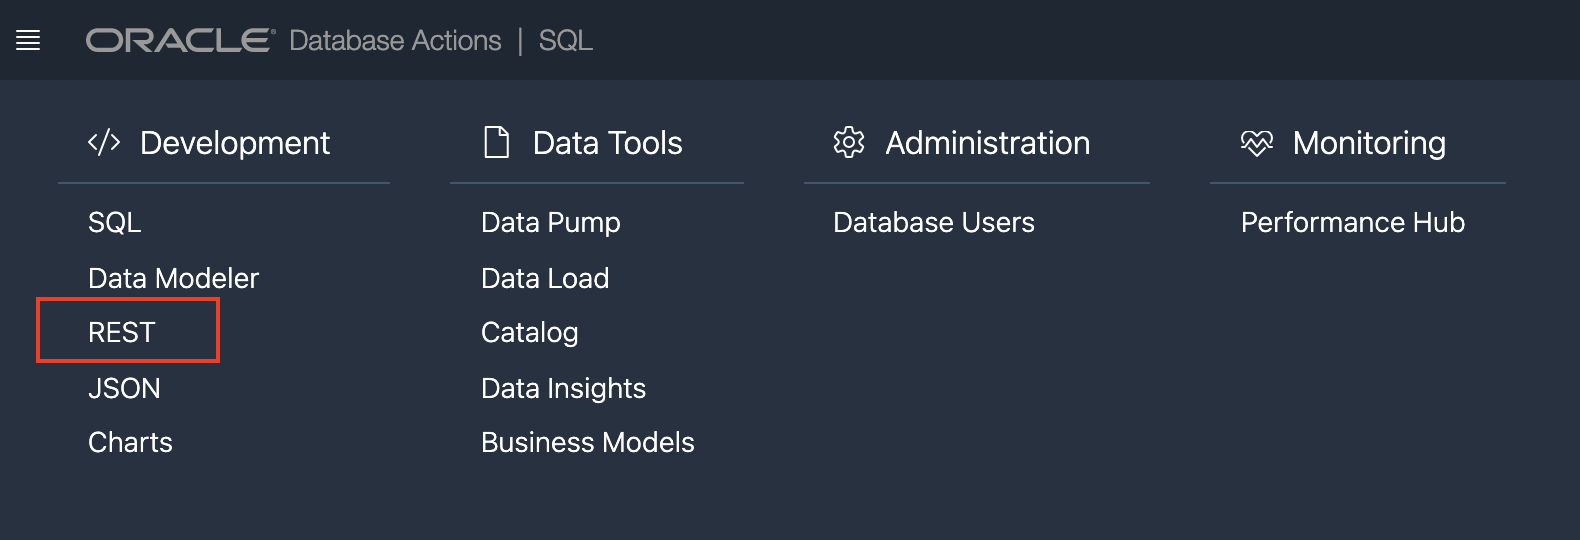 ORACLE® Database Actions | SQL
Development
SQL
Data Modeler
REST
JSON
Charts
Data Tools
Data Pump
Data Load
Catalog
Data Insights
Business Models
Administration
Database Users
Monitoring
Performance Hub